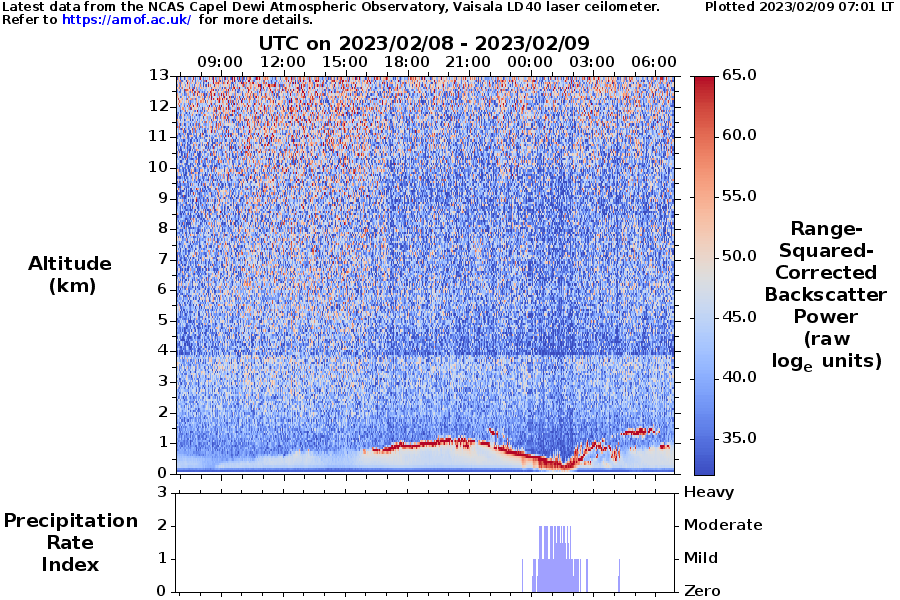 Latest data from the NCAS Capel Dewi Atmospheric Observatory, Vaisala LD40 laser ceilometer.
Plotted 2023/02/09 07:01 LT
Refer to https://amof.ac.uk/ for more details.
UTC on 2023/02/08 - 2023/02/09
09:00 12:00 15:00 18:00 21:00 00:00 03:00 06:00
13
12
11
10
9
8
7
6
5
4
3
2
1
0
Altitude
(km)
65.0
60.0
55.0
50.0
45.0
40.0
35.0
Range-
Squared-
Corrected
Backscatter
Power
(raw
loge units)
3
2
1
0
Precipitation
Rate
Index
Heavy
Moderate
Mild
Zero